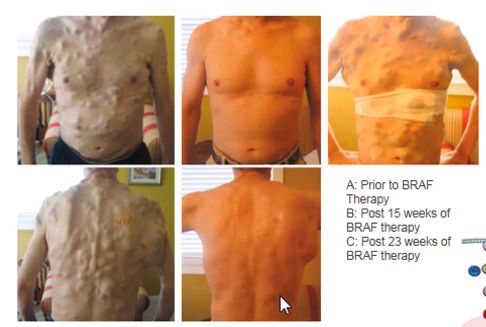 A: Prior to BRAF
Therapy
B: Post 15 weeks of
BRAF therapy
C: Post 23 weeks of
BRAF therapy